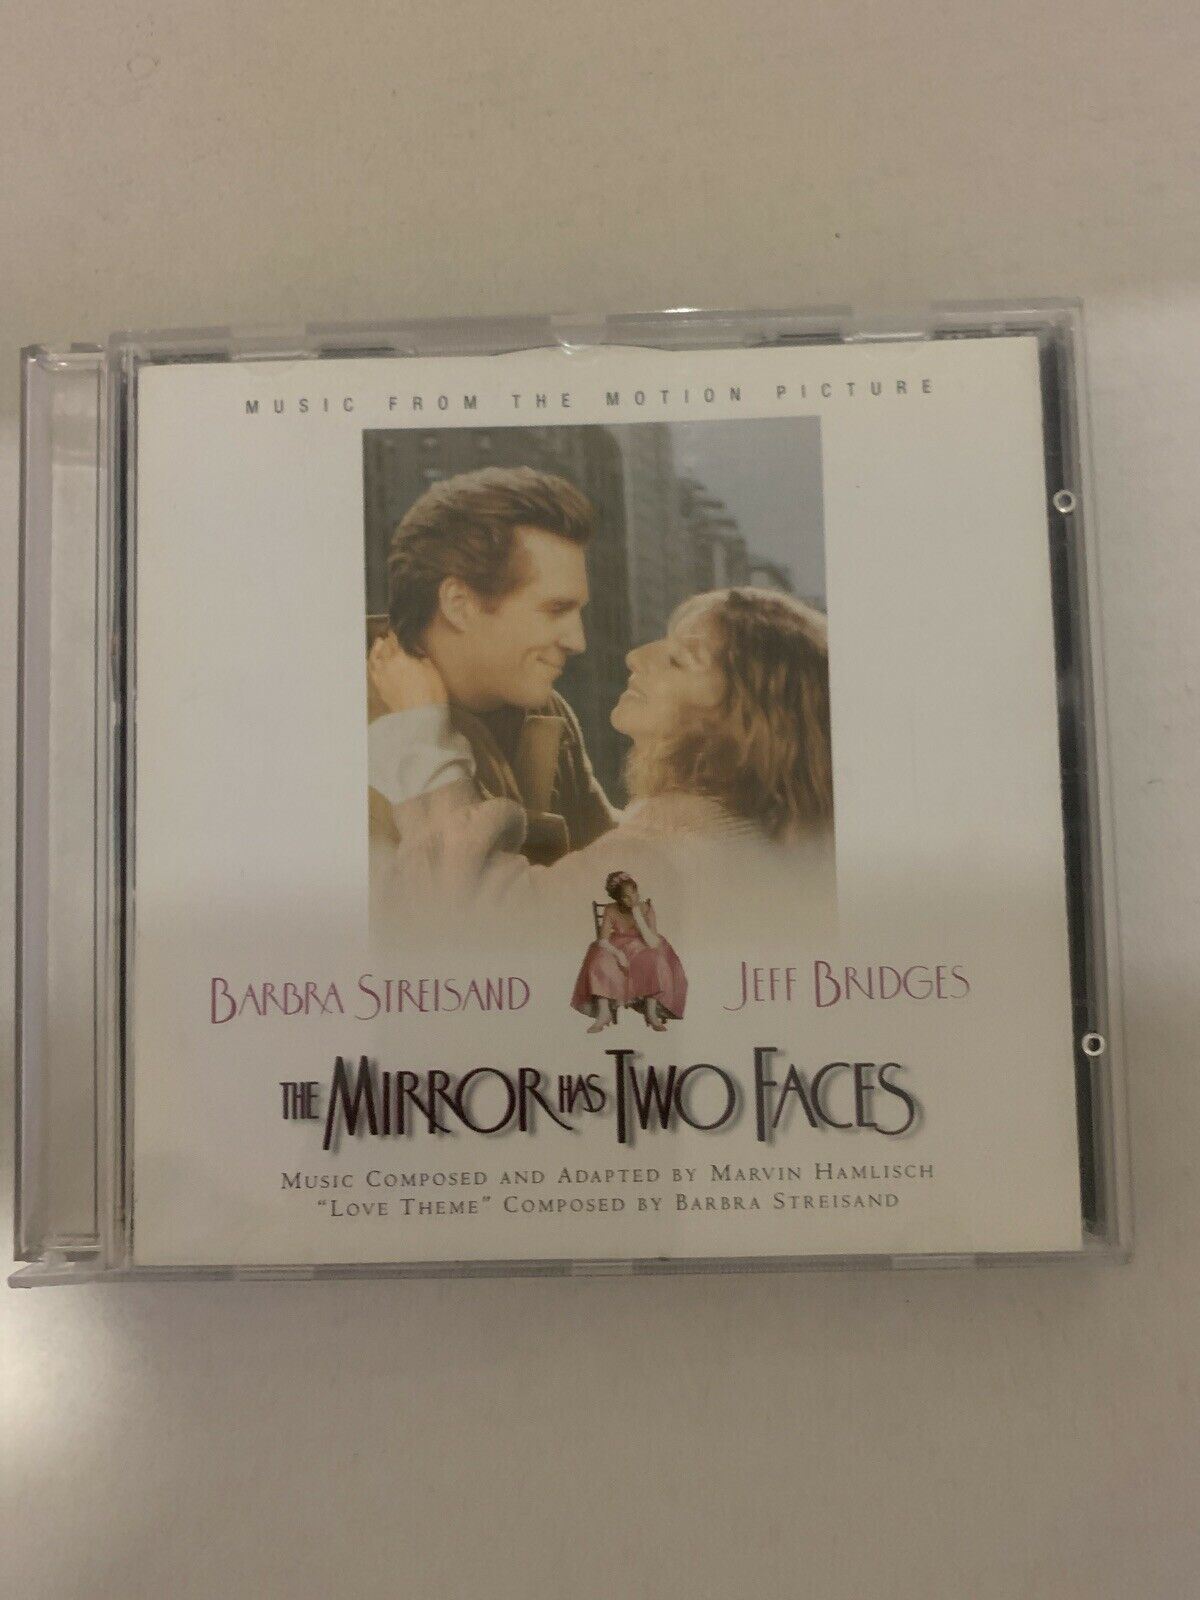 MUSIC FROM THE MOTION PICTURE
BARBRA STREISAND JEFF BRIDGES
THE MIRROR HAS TWO FACES
MUSIC COMPOSED AND ADAPTED BY MARVIN HAMLISCH
"LOVE THEME" COMPOSED BY BARBRA STREISAND